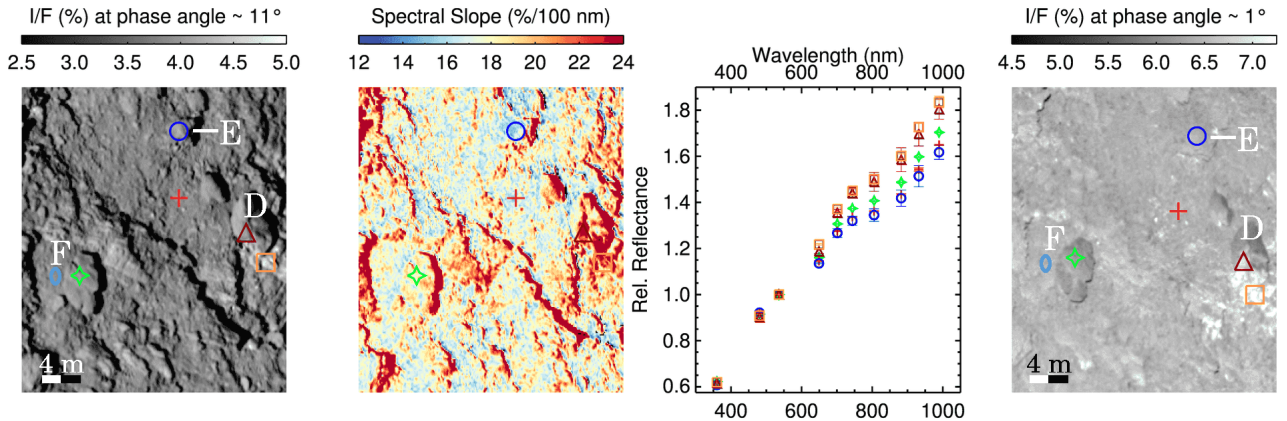 I/F (%) at phase angle ~ 11°
2.5 3.0 3.5 4.0 4.5 5.0
E
D
F
4 m
Spectral Slope (%/100 nm)
12 14 16 18 20 22 24
Wavelength (nm)
400 600 800 1000
Rel. Reflectance
1.8
1.6
1.4
1.2
1.0
0.8
0.6
400 600 800 1000
I/F (%) at phase angle ~ 1°
4.5 5.0 5.5 6.0 6.5 7.0
E
D
F
4 m